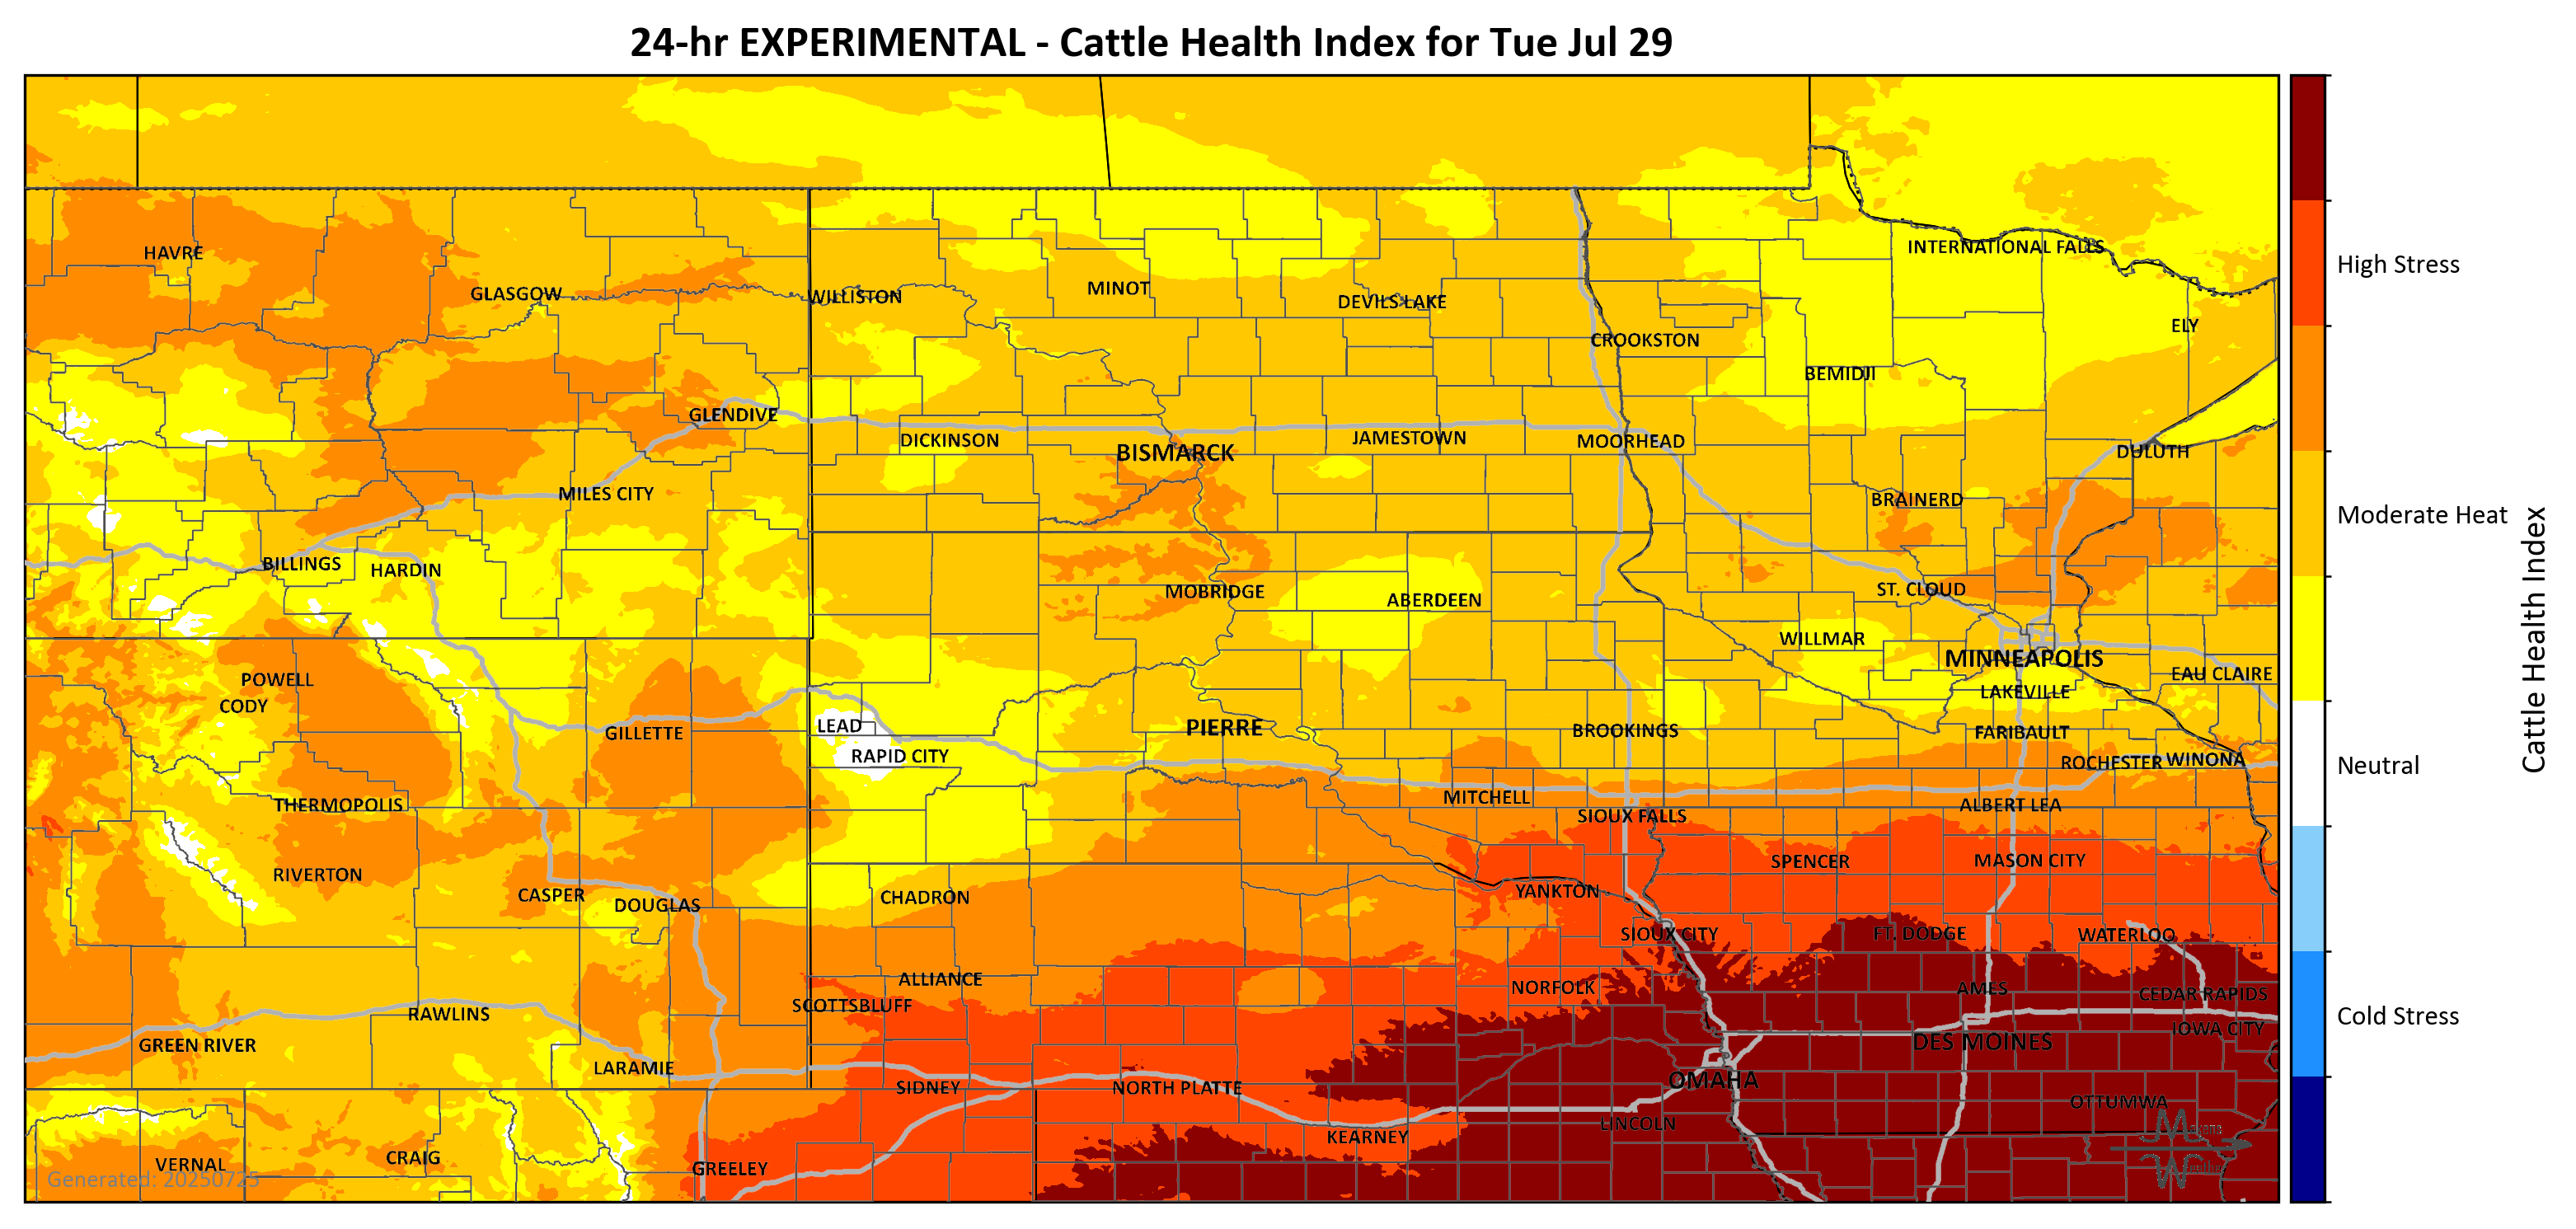 24-hr EXPERIMENTAL - Cattle Health Index for Tue Jul 29
HAVRE
GLASGOW
WILLISTON
MINOT
DEVILS LAKE
INTERNATIONAL FALLS
CROOKSTON
ELY
BEMIDJI
GLENDIVE
DICKINSON
BISMARCK
JAMESTOWN
MOORHEAD
DULUTH
MILES CITY
BRAINERD
BILLINGS
HARDIN
MOBRIDGE
ABERDEEN
ST. CLOUD
WILLMAR
MINNEAPOLIS
POWELL
EAU CLAIRE
CODY
LAKEVILLE
GILLETTE
LEAD
PIERRE
BROOKINGS
FARIBAULT
RAPID CITY
ROCHESTER
WINONA
THERMOPOLIS
MITCHELL
ALBERT LEA
SIOUX FALLS
RIVERTON
SPENCER
MASON CITY
CASPER
DOUGLAS
CHADRON
YANKTON
SIOUX CITY
FT. DODGE
WATERLOO
ALLIANCE
NORFOLK
AMES
CEDAR RAPIDS
SCOTTSBLUFF
RAWLINS
IOWA CITY
GREEN RIVER
DES MOINES
LARAMIE
SIDNEY
NORTH PLATTE
OMAHA
OTTUMWA
LINCOLN
KEARNEY
VERNAL
CRAIG
GREELEY
Generated: 20250725
High Stress
Moderate Heat
Neutral
Cold Stress
Cattle Health Index